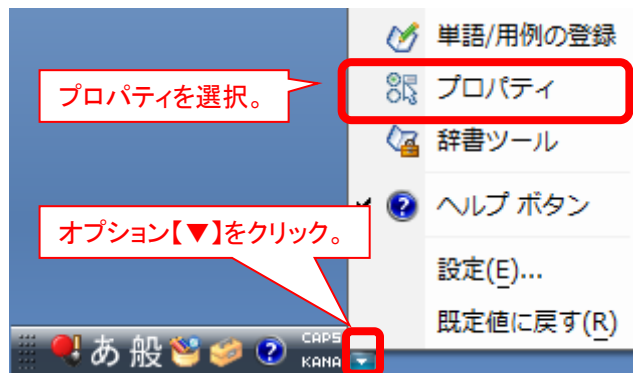 単語/用例の登録
プロパティを選択。
プロパティ
辞書ツール
ヘルプ ボタン
オプション【▼】をクリック。
設定(E)...
既定値に戻す(R)
あ 般
CAPS
KANA